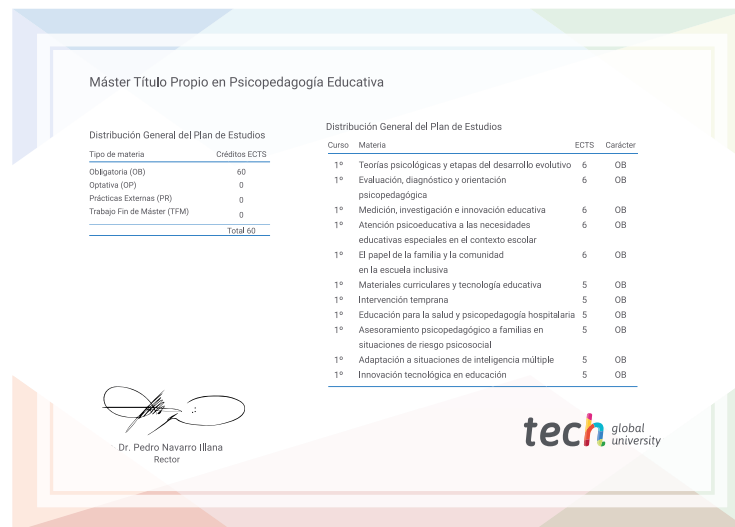 Máster Título Propio en Psicopedagogía Educativa
Distribución General del Plan de Estudios
Tipo de materia Créditos ECTS
Obligatoria (OB) 60
Optativa (OP) 0
Prácticas Externas (PR) 0
Trabajo Fin de Máster (TFM) 0
Total 60
Distribución General del Plan de Estudios
Curso Materia ECTS Carácter
1º Teorías psicológicas y etapas del desarrollo evolutivo 6 OB
1º Evaluación, diagnóstico y orientación 6 OB
psicopedagógica
1º Medición, investigación e innovación educativa 6 OB
1º Atención psicoeducativa a las necesidades 6 OB
educativas especiales en el contexto escolar
1º El papel de la familia y la comunidad 6 OB
en la escuela inclusiva
1º Materiales curriculares y tecnología educativa 5 OB
1º Intervención temprana 5 OB
1º Educación para la salud y psicopedagogía hospitalaria 5 OB
1º Asesoramiento psicopedagógico a familias en 5 OB
situaciones de riesgo psicosocial
1º Adaptación a situaciones de inteligencia múltiple 5 OB
1º Innovación tecnológica en educación 5 OB
Dr. Pedro Navarro Illana
Rector
tech global
university